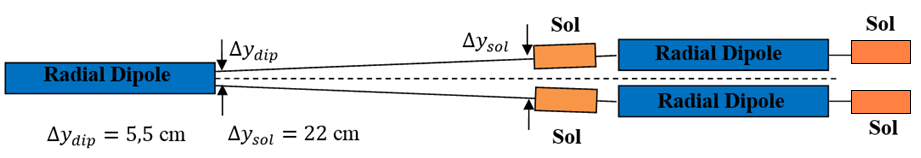 Sol
Sol
Δy_dip
Δy_sol
Radial Dipole
Radial Dipole
Radial Dipole
Δy_dip = 5,5 cm
Δy_sol = 22 cm
Sol
Sol